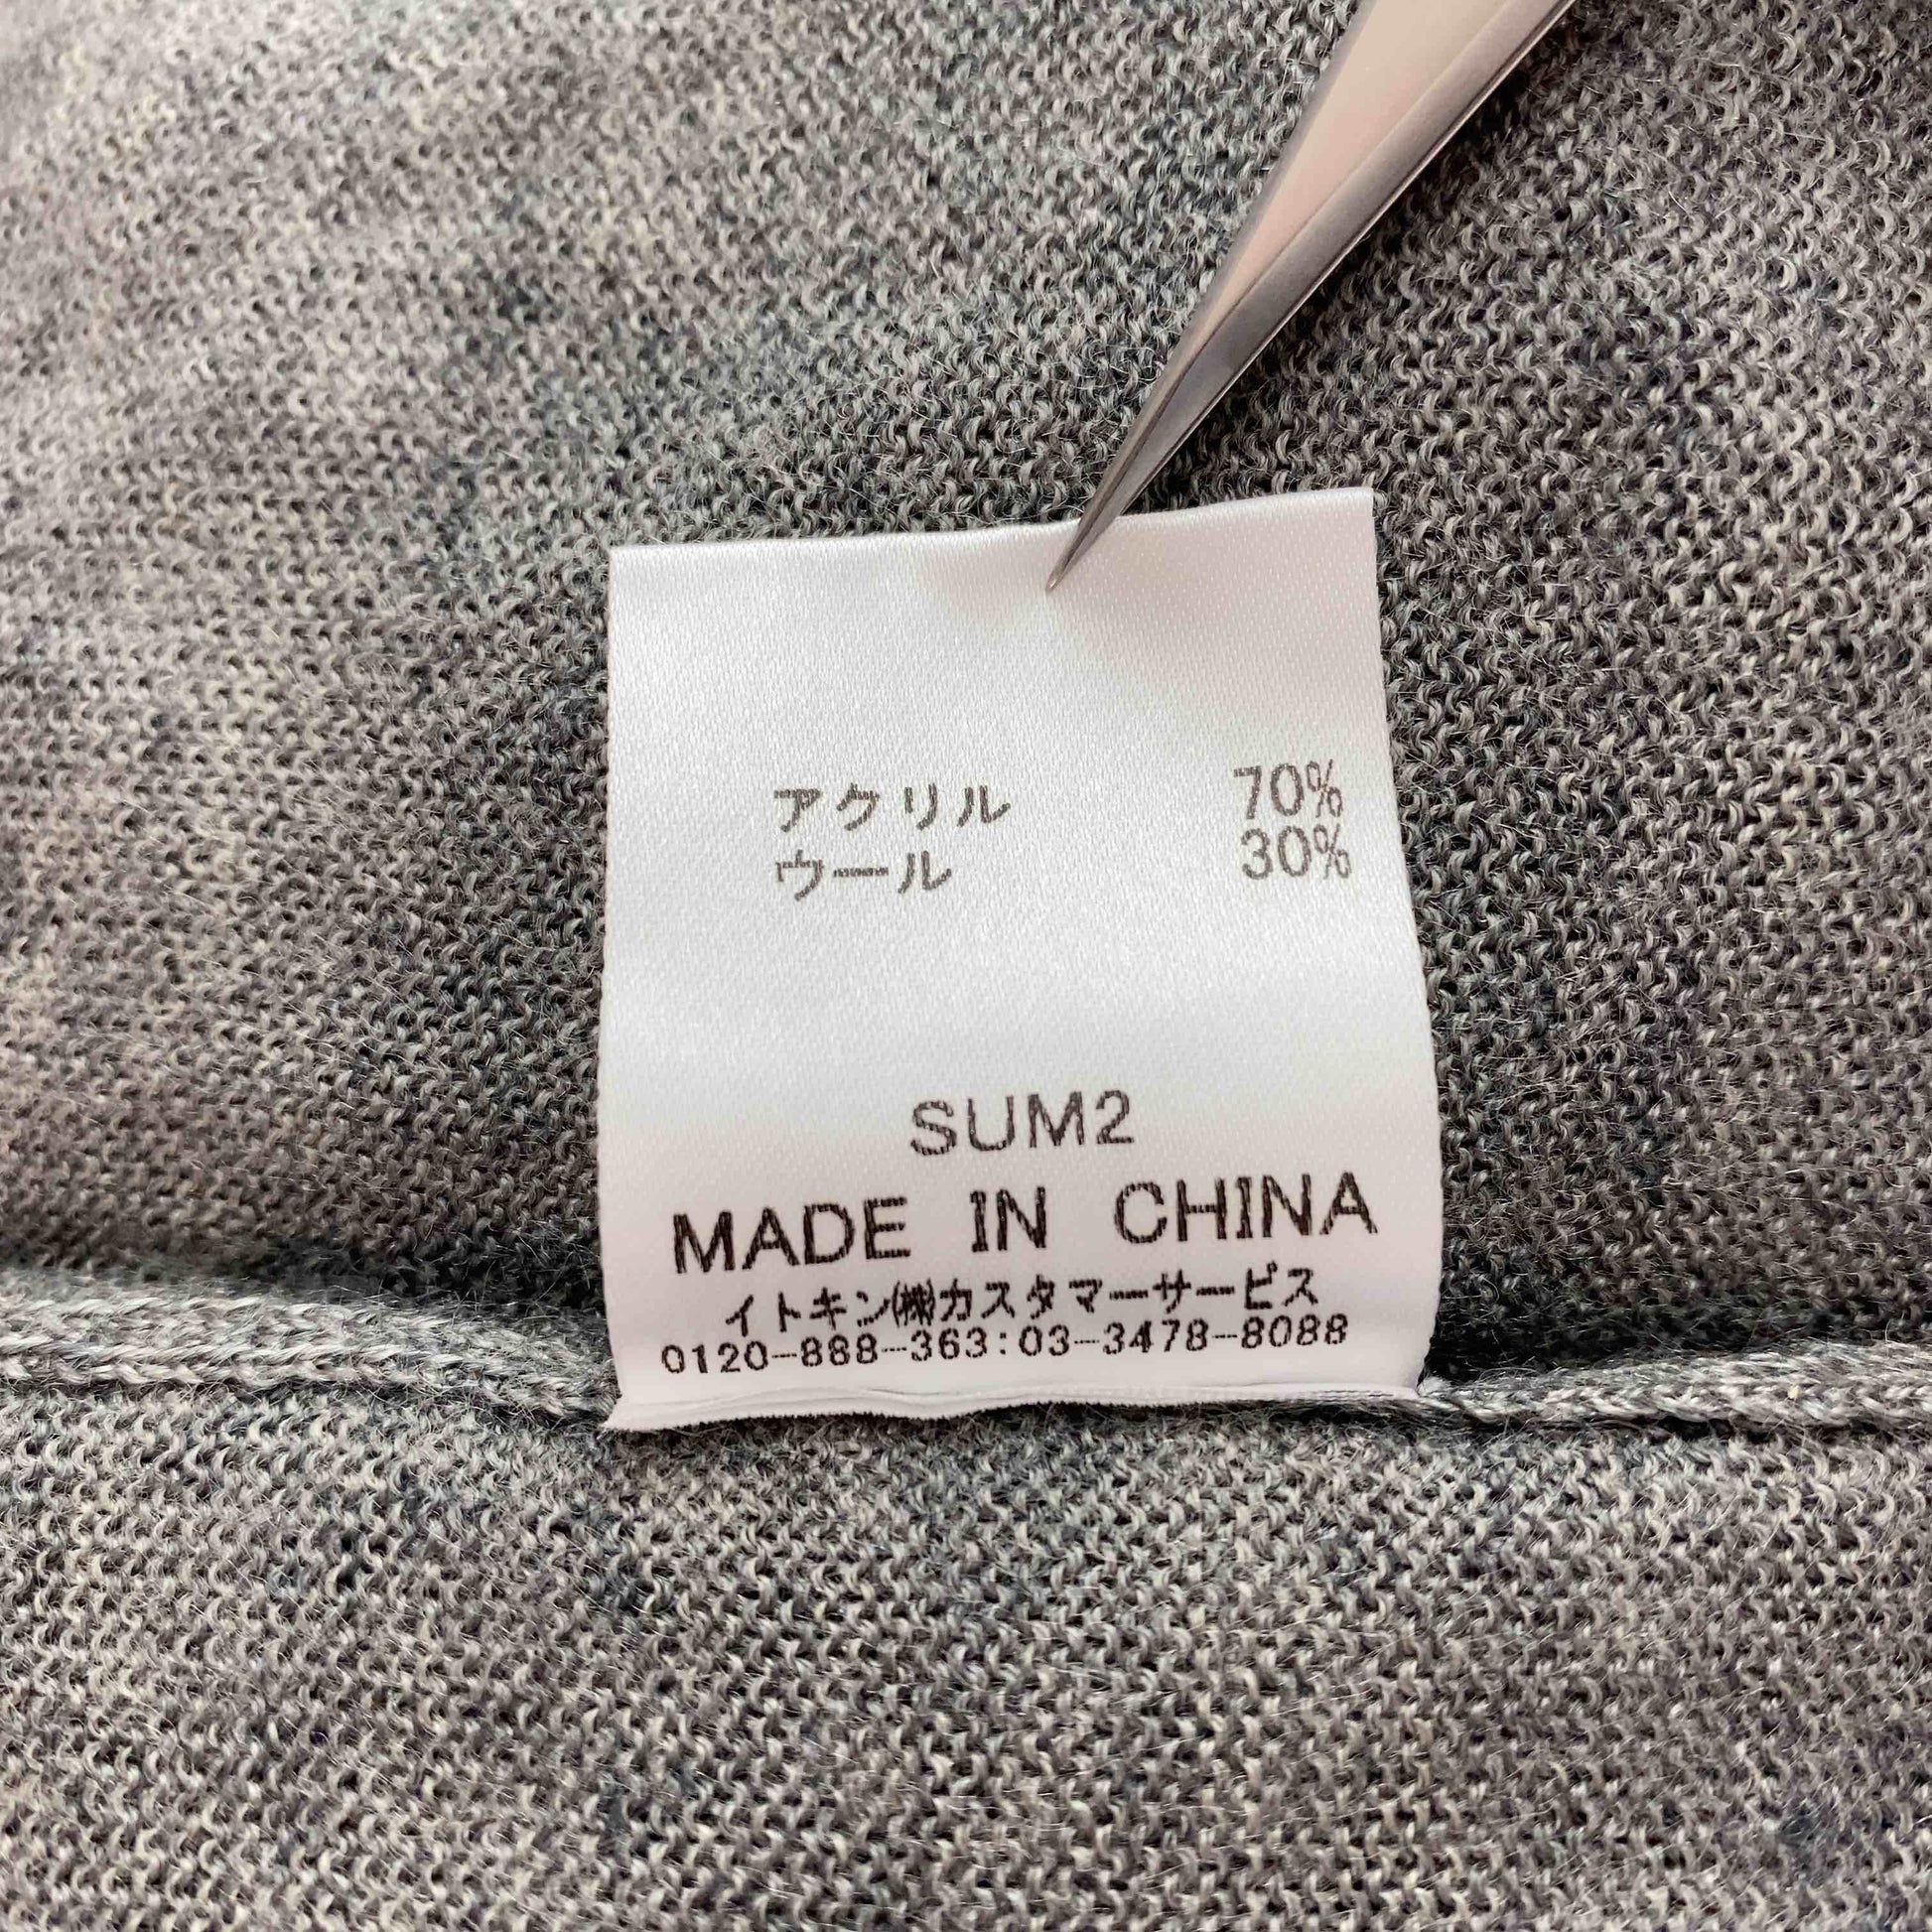 アクリル 70%
ウール 30%
SUM2
MADE IN CHINA
イトキン㈱カスタマーサービス
0120-888-363:03-3478-8088